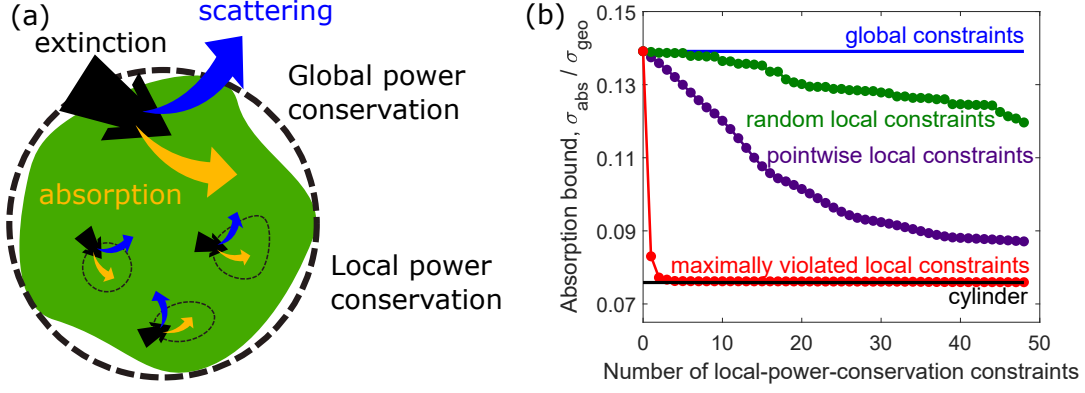 (a)
scattering
extinction
Global power
conservation
absorption
Local power
conservation
(b)
0.15
0.13
0.11
0.09
0.07
Absorption bound, σabs / σgeo
global constraints
random local constraints
pointwise local constraints
maximally violated local constraints
cylinder
0 10 20 30 40 50
Number of local-power-conservation constraints